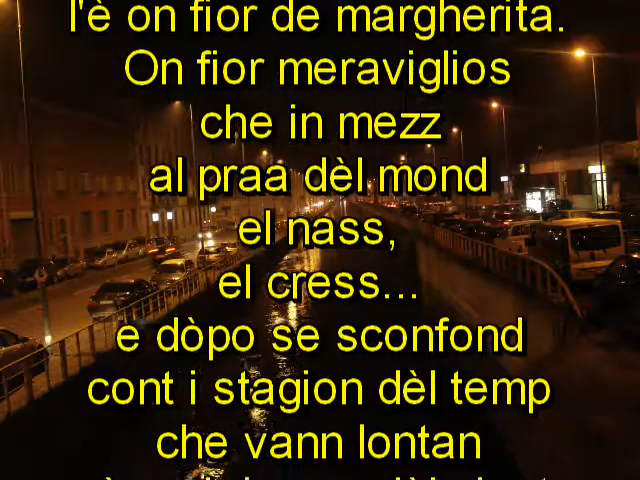 l'è on fior de margherita.
On fior meraviglios
che in mezz
al praa dèl mond
el nass,
el cress...
e dòpo se sconfond
cont i stagion dèl temp
che vann lontan